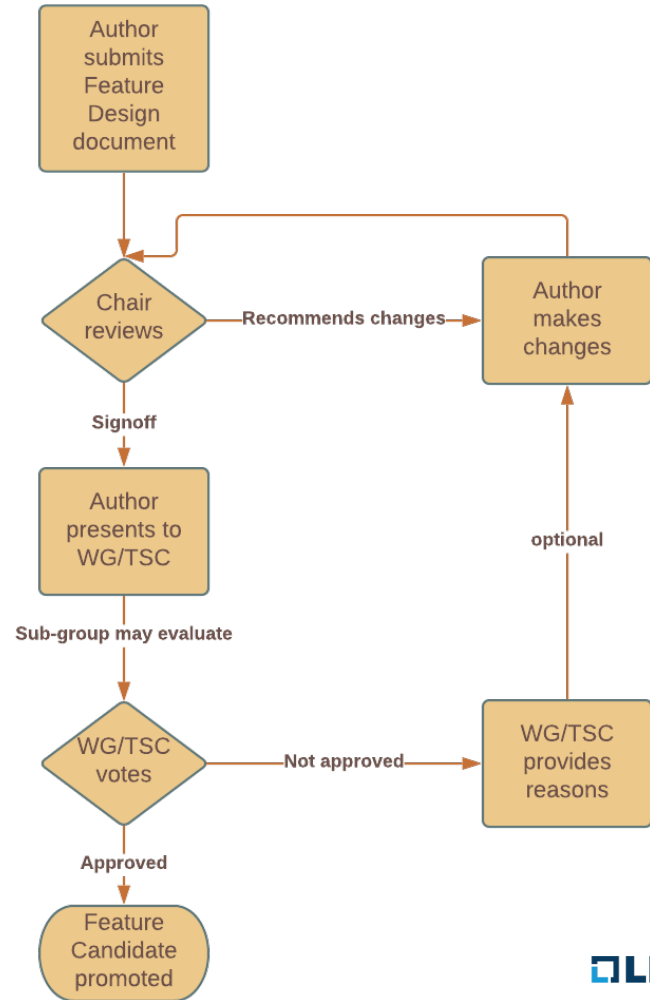 Author
submits
Feature
Design
document
Chair
reviews
Recommends changes
Author
makes
changes
Signoff
Author
presents to
WG/TSC
optional
Sub-group may evaluate
WG/TSC
votes
Not approved
WG/TSC
provides
reasons
Approved
Feature
Candidate
promoted